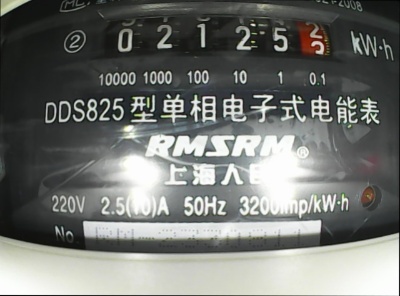 ② 0 2 1 2 5 2 kW·h
10000 1000 100 10 1 0.1
DDS825型单相电子式电能表
RMSRM®
上海人民
220V 2.5(10)A 50Hz 3200imp/kW·h
No.